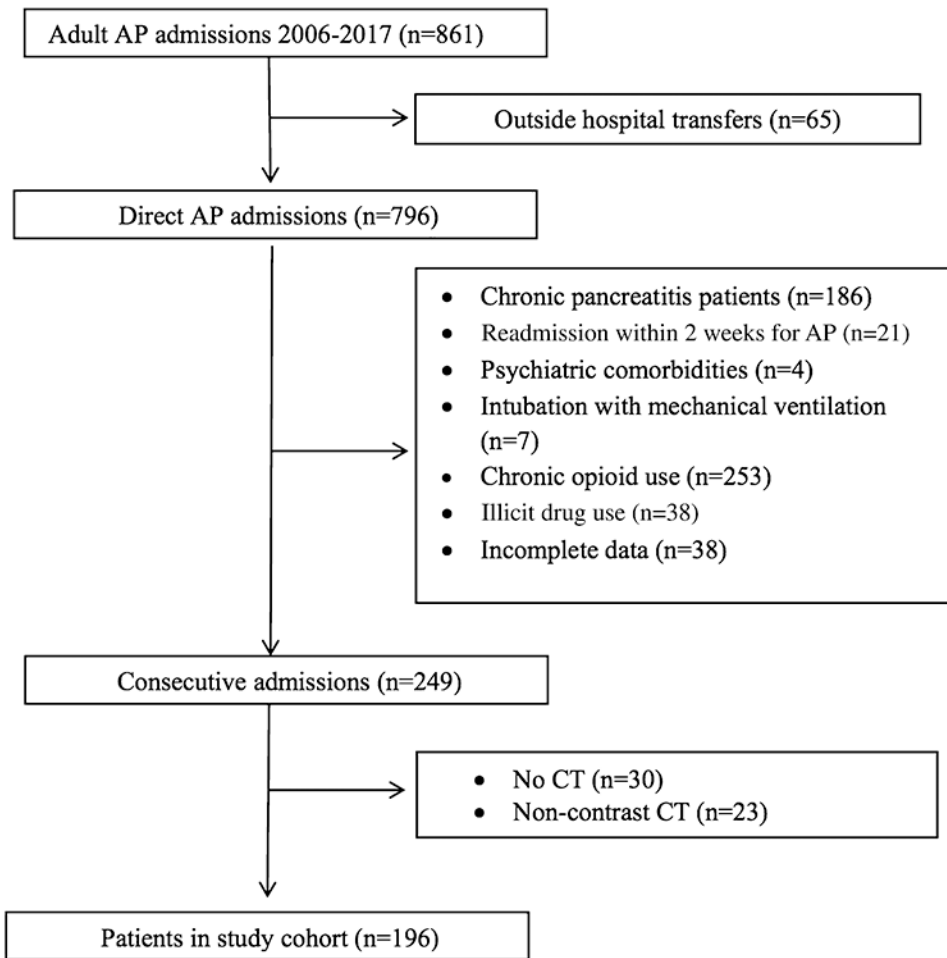 Adult AP admissions 2006-2017 (n=861)
Outside hospital transfers (n=65)
Direct AP admissions (n=796)
• Chronic pancreatitis patients (n=186)
• Readmission within 2 weeks for AP (n=21)
• Psychiatric comorbidities (n=4)
• Intubation with mechanical ventilation
(n=7)
• Chronic opioid use (n=253)
• Illicit drug use (n=38)
• Incomplete data (n=38)
Consecutive admissions (n=249)
• No CT (n=30)
• Non-contrast CT (n=23)
Patients in study cohort (n=196)